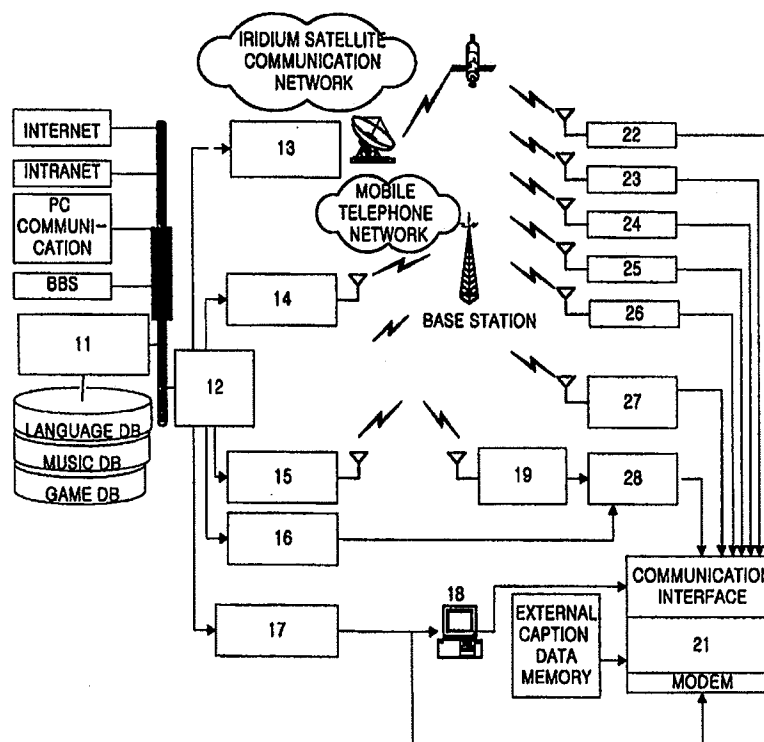 IRIDIUM SATELLITE
COMMUNICATION
NETWORK
INTERNET
INTRANET
PC
COMMUNI-
CATION
BBS
11
LANGUAGE DB
MUSIC DB
GAME DB
12
13
MOBILE
TELEPHONE
NETWORK
14
BASE STATION
15
16
17
18
19
22
23
24
25
26
27
28
EXTERNAL
CAPTION
DATA
MEMORY
COMMUNICATION
INTERFACE
21
MODEM